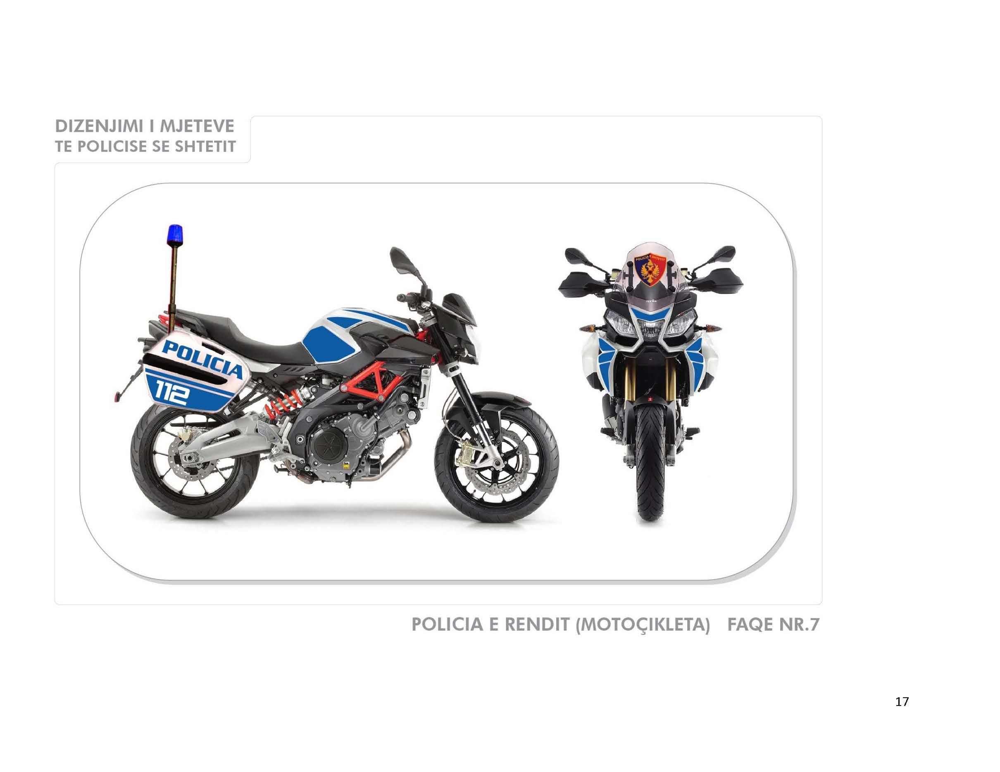 DIZENJIMI I MJETEVE
TE POLICISE SE SHTETIT
POLICIA
112
POLICIA E SHTETIT
aprilia
POLICIA E RENDIT (MOTOÇIKLETA) FAQE NR.7
17